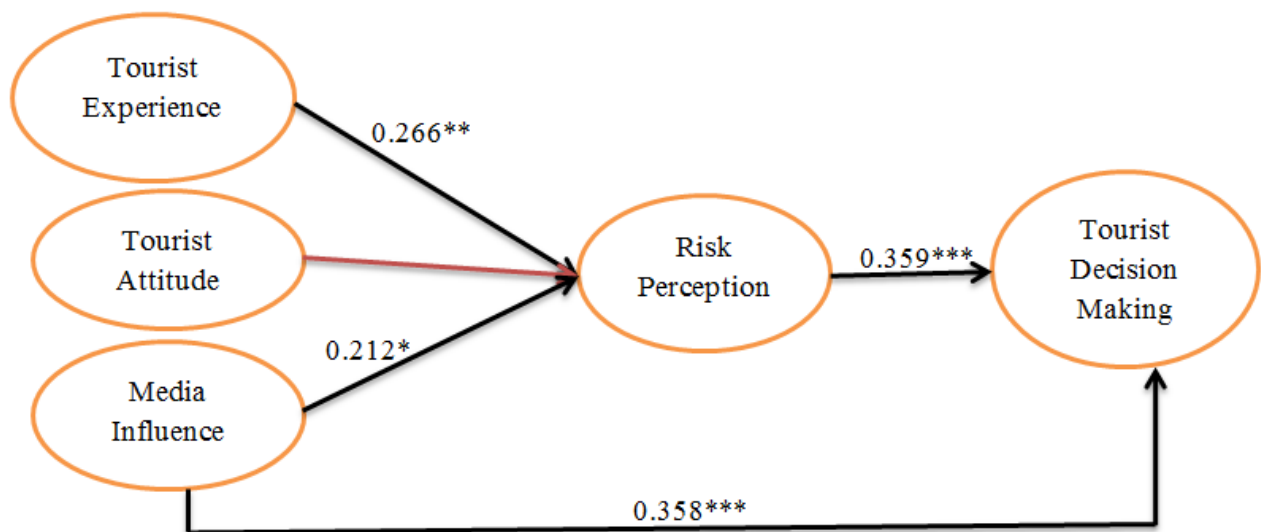 Tourist
Experience
0.266**
Tourist
Attitude
Risk
Perception
0.359***
Tourist
Decision
Making
0.212*
Media
Influence
0.358***